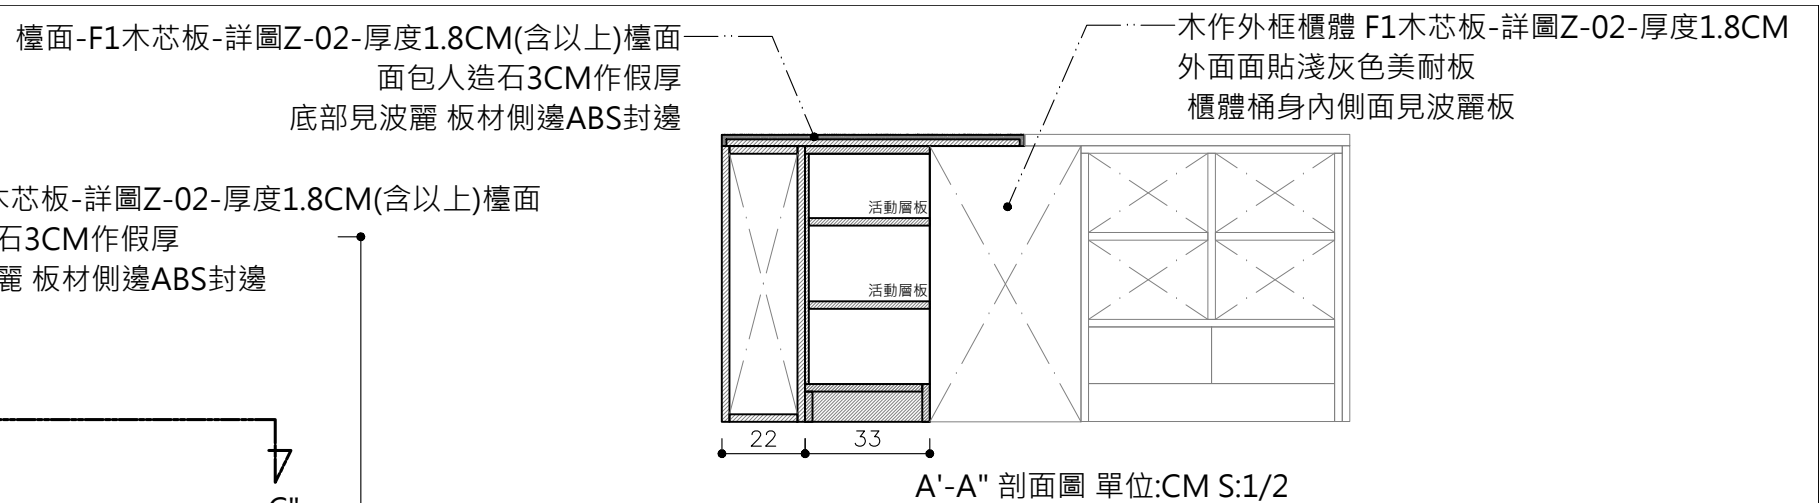 檯面-F1木芯板-詳圖Z-02-厚度1.8CM(含以上)檯面
面包人造石3CM作假厚
底部見波麗 板材側邊ABS封邊
木作外框櫃體 F1木芯板-詳圖Z-02-厚度1.8CM
外面面貼淺灰色美耐板
櫃體桶身內側面見波麗板
木芯板-詳圖Z-02-厚度1.8CM(含以上)檯面
石3CM作假厚
麗 板材側邊ABS封邊
活動層板
活動層板
22
33
A'-A" 剖面圖 單位:CM S:1/2